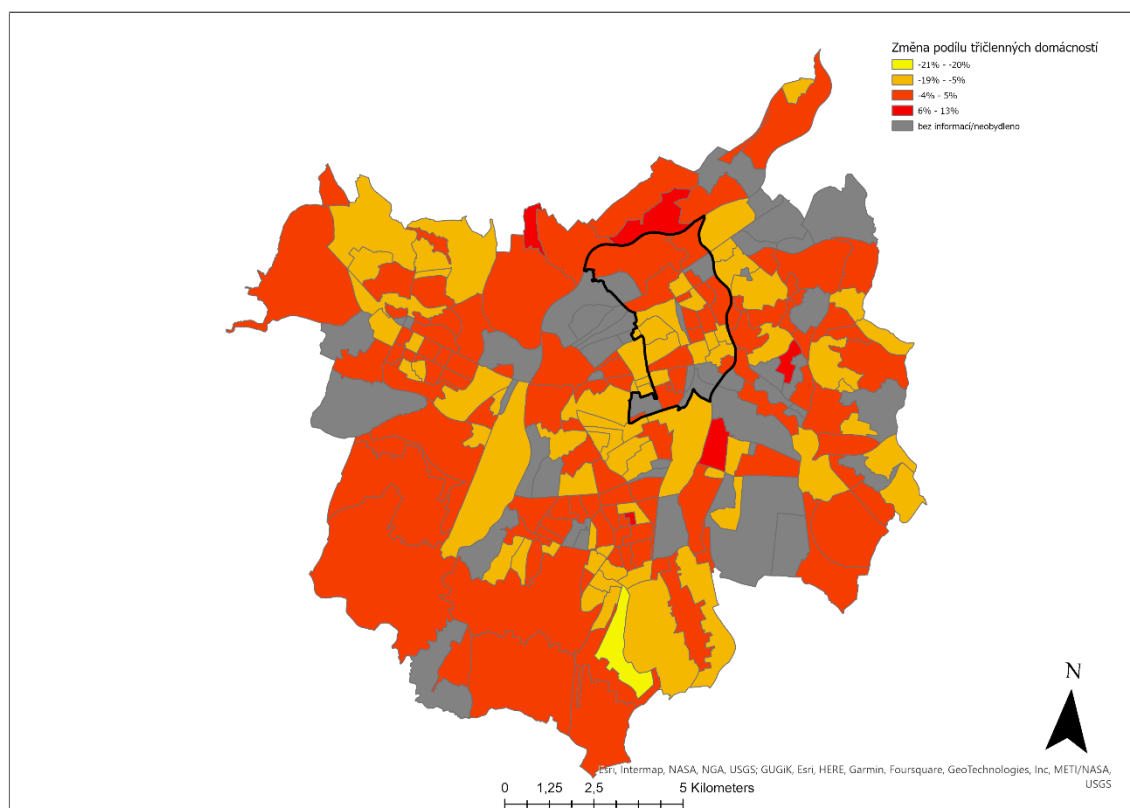 Změna podílu třičlenných domácností
-21% - -20%
-19% - -5%
-4% - 5%
6% - 13%
bez informací/neobydleno
N
Esri, Intermap, NASA, NGA, USGS; GUGiK, Esri, HERE, Garmin, Foursquare, GeoTechnologies, Inc, METI/NASA,
USGS
0 1,25 2,5 5 Kilometers